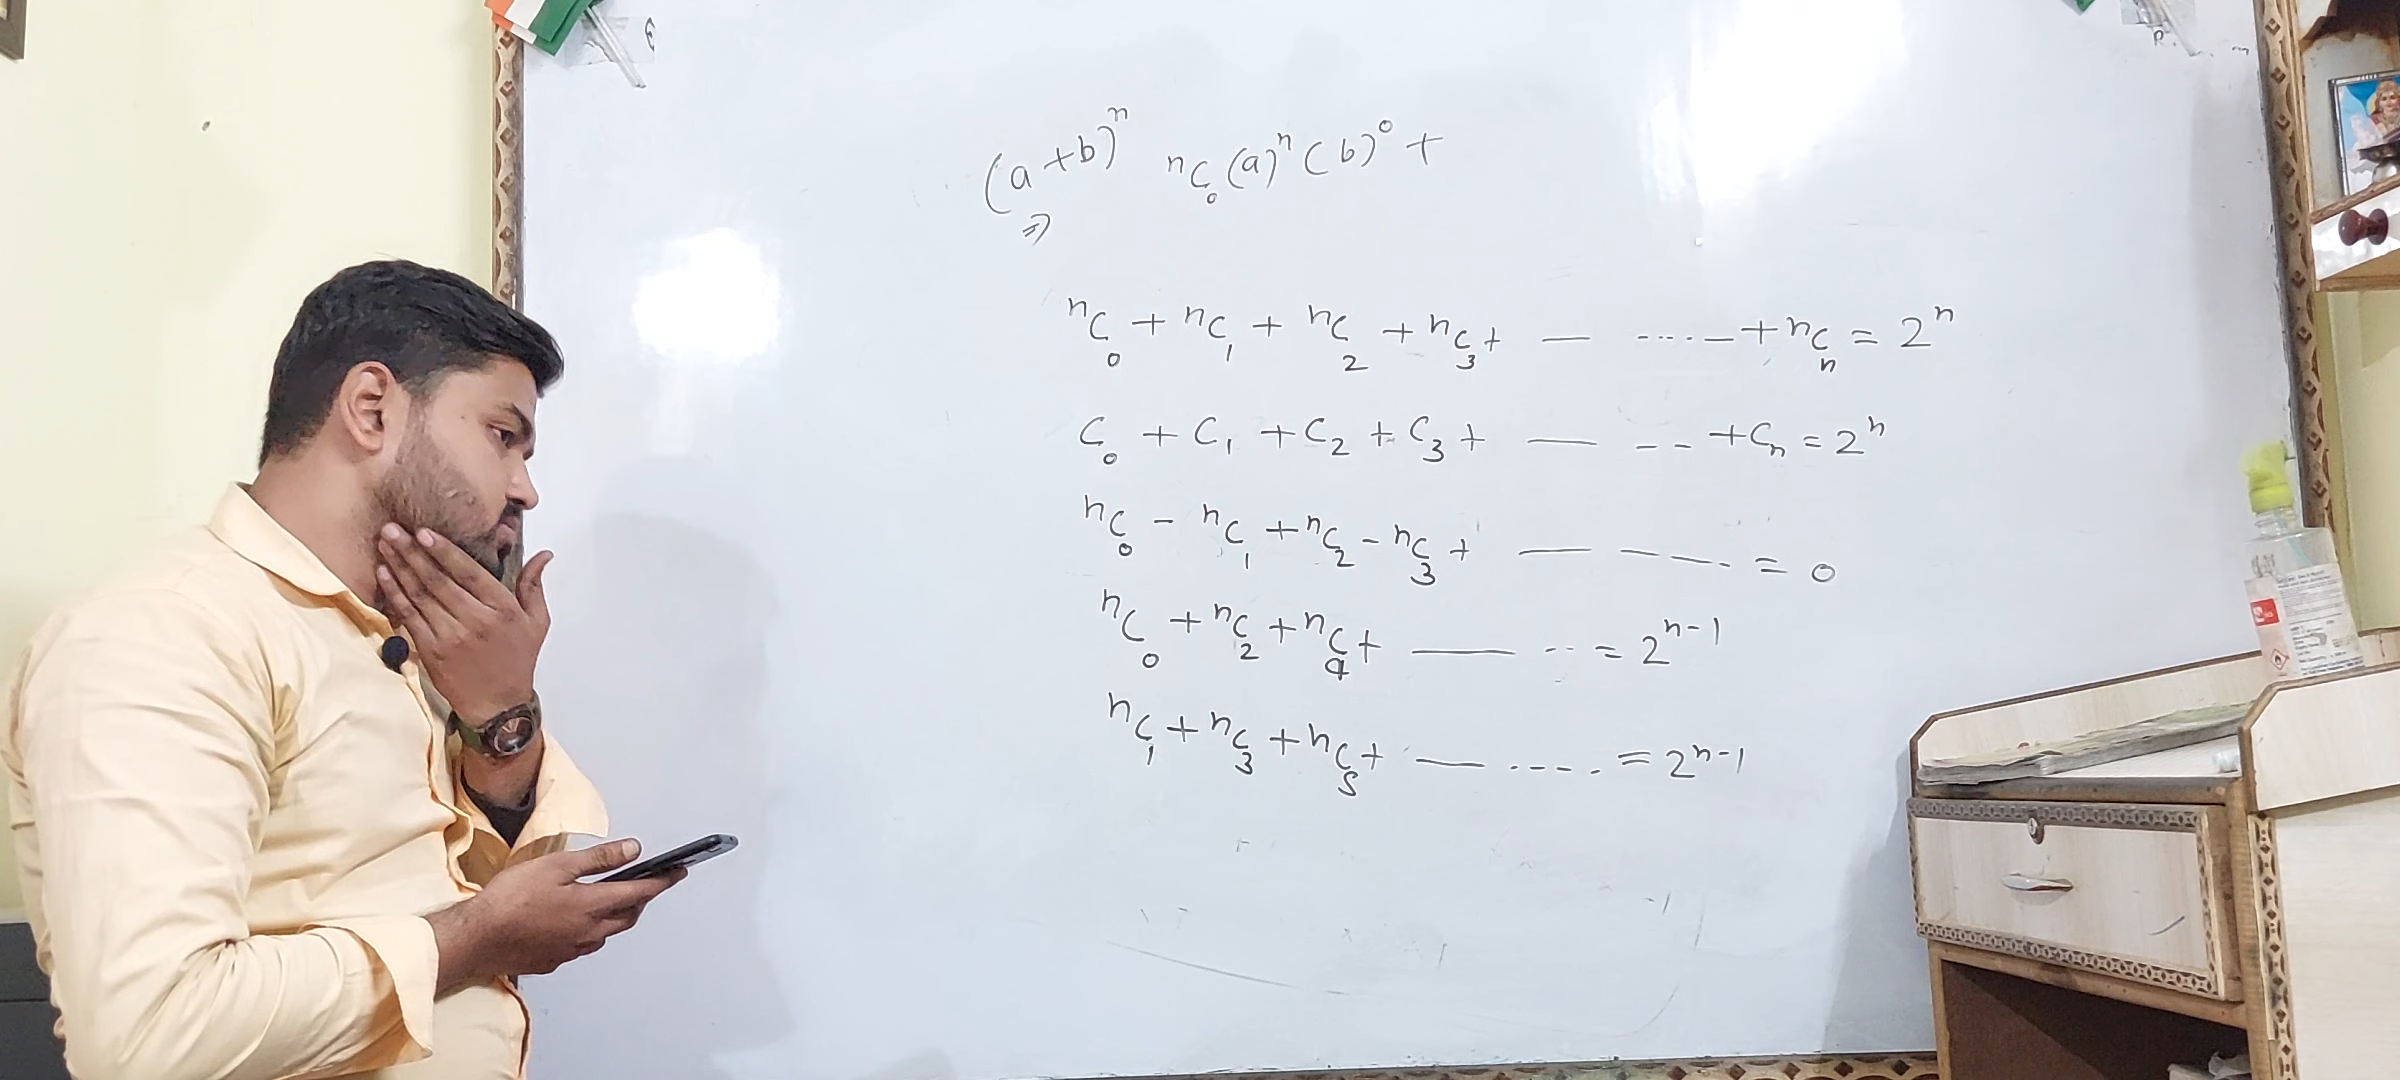 (a+b)ⁿ ⁿC₀(a)ⁿ(b)⁰+
⇒
ⁿC₀ + ⁿC₁ + ⁿC₂ + ⁿC₃ + — ....— + ⁿCₙ = 2ⁿ
C₀ + C₁ + C₂ + C₃ + — -- + Cₙ = 2ⁿ
ⁿC₀ - ⁿC₁ + ⁿC₂ - ⁿC₃ + — — —-. = 0
ⁿC₀ + ⁿC₂ + ⁿC₄ + — -- = 2ⁿ⁻¹
ⁿC₁ + ⁿC₃ + ⁿC₅ + — ---. = 2ⁿ⁻¹